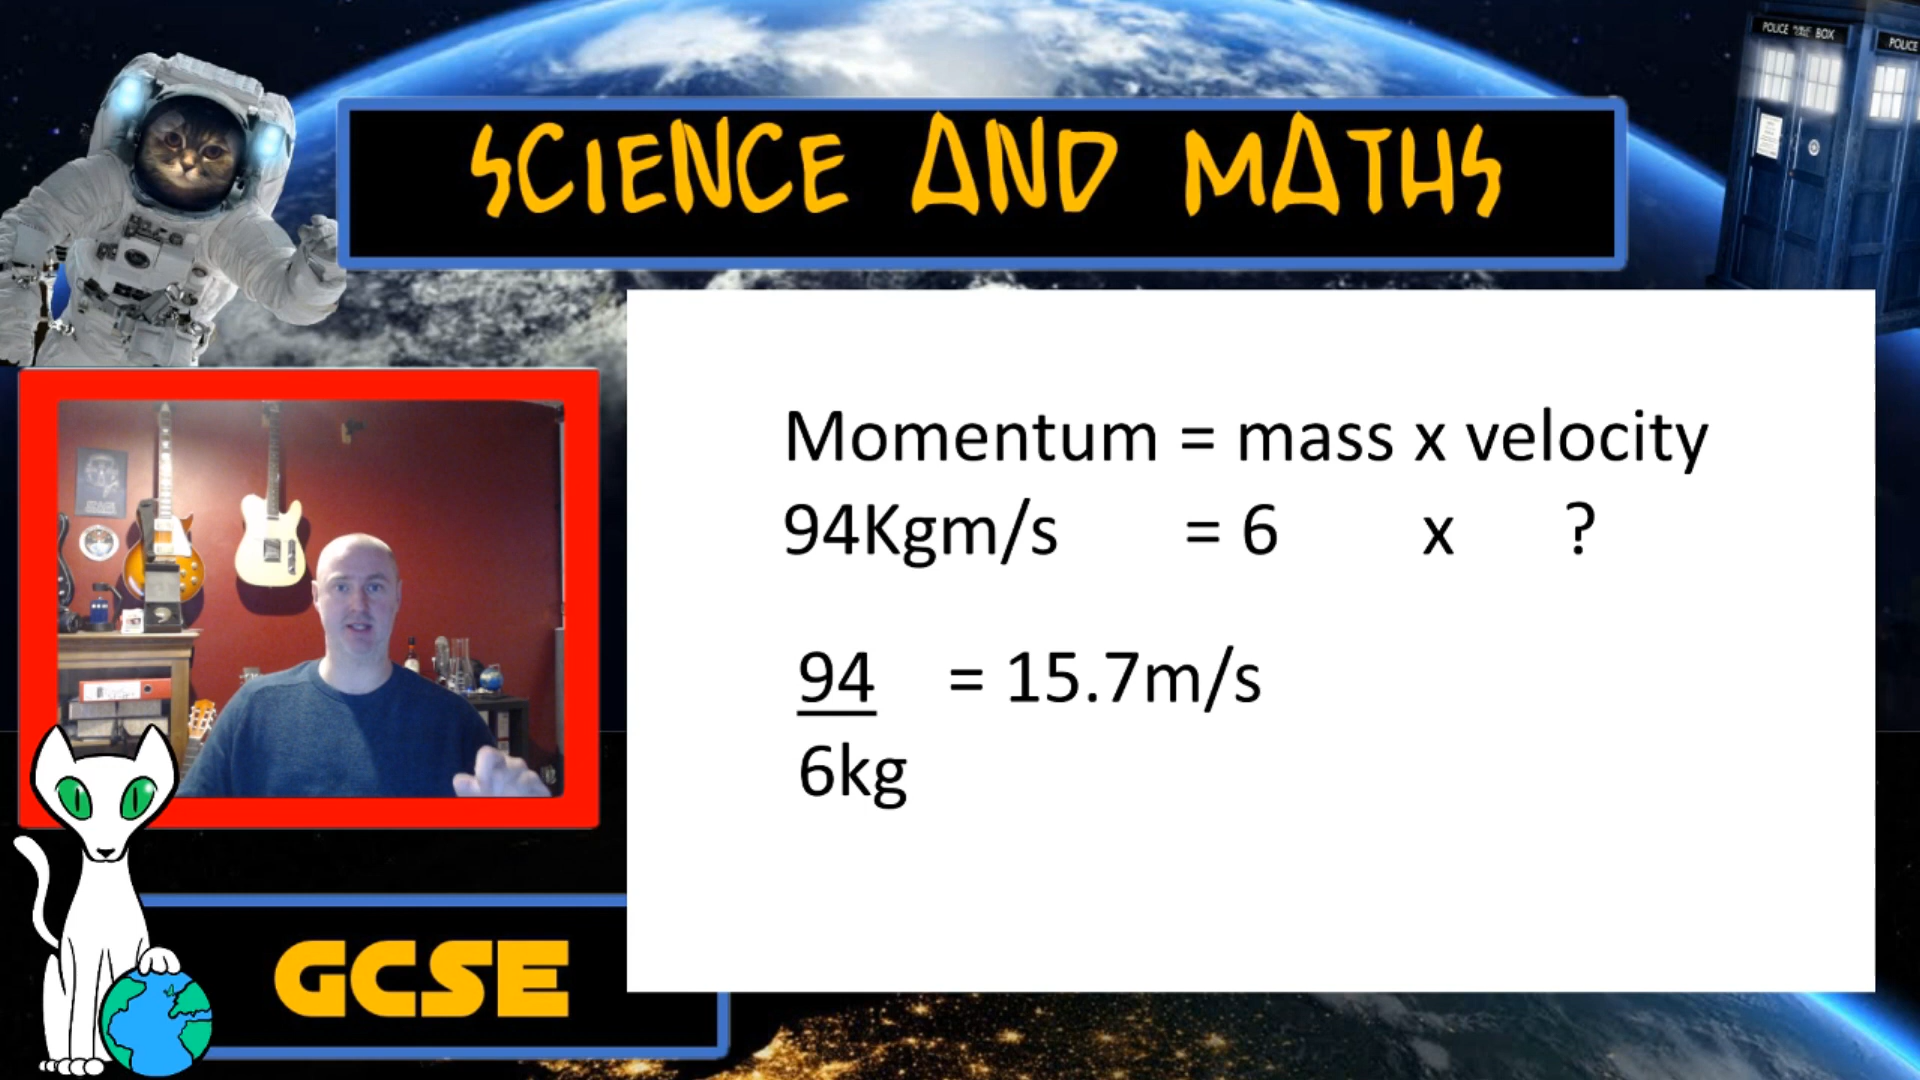 POLICE BOX
POLICE
SCIENCE AND MATHS
Momentum = mass x velocity
94Kgm/s = 6 x ?
94 = 15.7m/s
6kg
GCSE